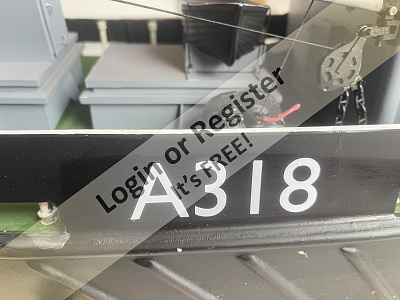 Login or Register
It's FREE!
A318